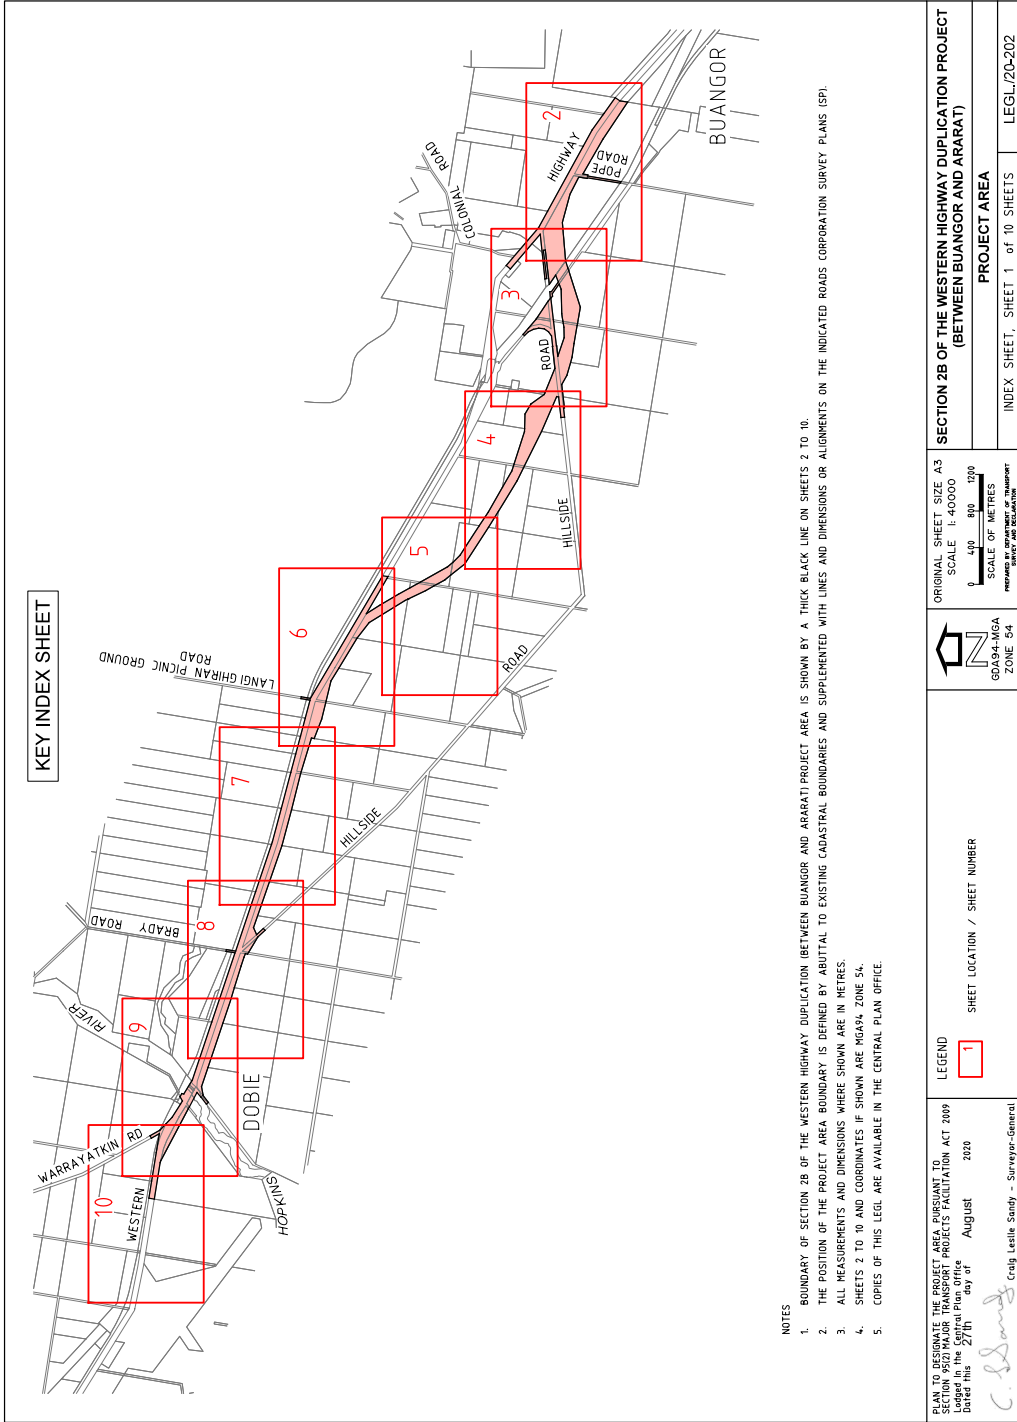 KEY INDEX SHEET
WARRAYATKIN RD
WESTERN
RIVER
HOPKINS
DOBIE
BRADY ROAD
HILLSIDE
ROAD
LANGI GHIRAN PICNIC GROUND
ROAD
HILLSIDE
ROAD
COLONIAL ROAD
HIGHWAY
POPE
ROAD
BUANGOR
10
9
8
7
6
5
4
3
2
NOTES
1. BOUNDARY OF SECTION 2B OF THE WESTERN HIGHWAY DUPLICATION (BETWEEN BUANGOR AND ARARAT) PROJECT AREA IS SHOWN BY A THICK BLACK LINE ON SHEETS 2 TO 10.
2. THE POSITION OF THE PROJECT AREA BOUNDARY IS DEFINED BY ABUTTAL TO EXISTING CADASTRAL BOUNDARIES AND SUPPLEMENTED WITH LINES AND DIMENSIONS OR ALIGNMENTS ON THE INDICATED ROADS CORPORATION SURVEY PLANS (SP).
3. ALL MEASUREMENTS AND DIMENSIONS WHERE SHOWN ARE IN METRES.
4. SHEETS 2 TO 10 AND COORDINATES IF SHOWN ARE MGA94 ZONE 54.
5. COPIES OF THIS LEGL ARE AVAILABLE IN THE CENTRAL PLAN OFFICE.
PLAN TO DESIGNATE THE PROJECT AREA PURSUANT TO
SECTION 95(2) MAJOR TRANSPORT PROJECTS FACILITATION ACT 2009
Lodged in the Central Plan Office
Dated this 27th day of August 2020
C. L Sandy Craig Leslie Sandy - Surveyor-General
LEGEND
1 SHEET LOCATION / SHEET NUMBER
N
GDA94-MGA
ZONE 54
ORIGINAL SHEET SIZE A3
SCALE 1: 40000
0 400 800 1200
SCALE OF METRES
PREPARED BY DEPARTMENT OF TRANSPORT
SURVEY AND DECLARATION
SECTION 2B OF THE WESTERN HIGHWAY DUPLICATION PROJECT
(BETWEEN BUANGOR AND ARARAT)
PROJECT AREA
INDEX SHEET, SHEET 1 of 10 SHEETS
LEGL./20-202